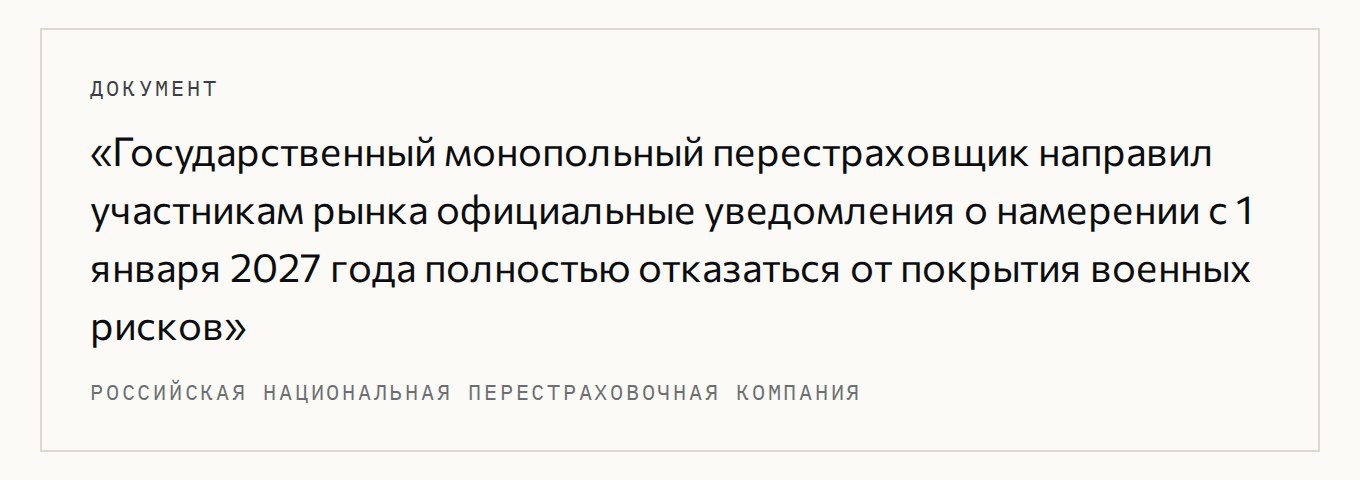 ДОКУМЕНТ
«Государственный монопольный перестраховщик направил
участникам рынка официальные уведомления о намерении с 1
января 2027 года полностью отказаться от покрытия военных
рисков»
РОССИЙСКАЯ НАЦИОНАЛЬНАЯ ПЕРЕСТРАХОВОЧНАЯ КОМПАНИЯ